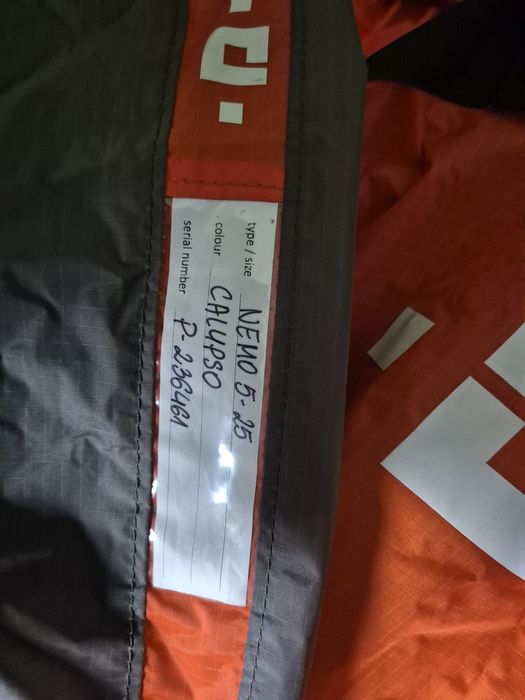 type / size NEMO 5-25
colour CALYPSO
serial number P-236461